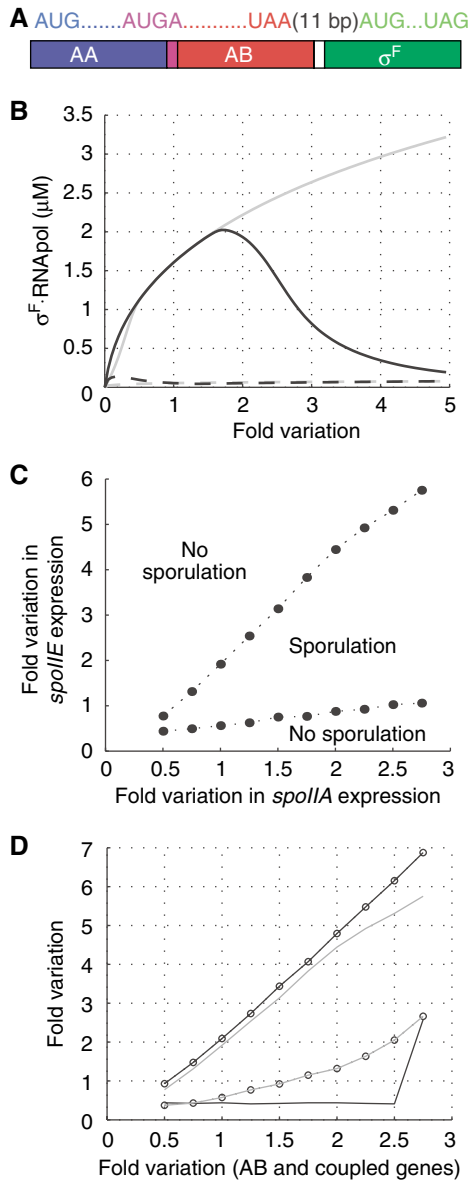 A
AUG.......AUGA...........UAA(11 bp)AUG...UAG
AA AB σF
B
3.5
3
2.5
2
1.5
1
0.5
0
σF·RNApol (μM)
0 1 2 3 4 5
Fold variation
C
6
5
4
3
2
1
0
Fold variation in
spoIIE expression
No
sporulation
Sporulation
No sporulation
0 0.5 1 1.5 2 2.5 3
Fold variation in spoIIA expression
D
7
6
5
4
3
2
1
0
Fold variation
0 0.5 1 1.5 2 2.5 3
Fold variation (AB and coupled genes)